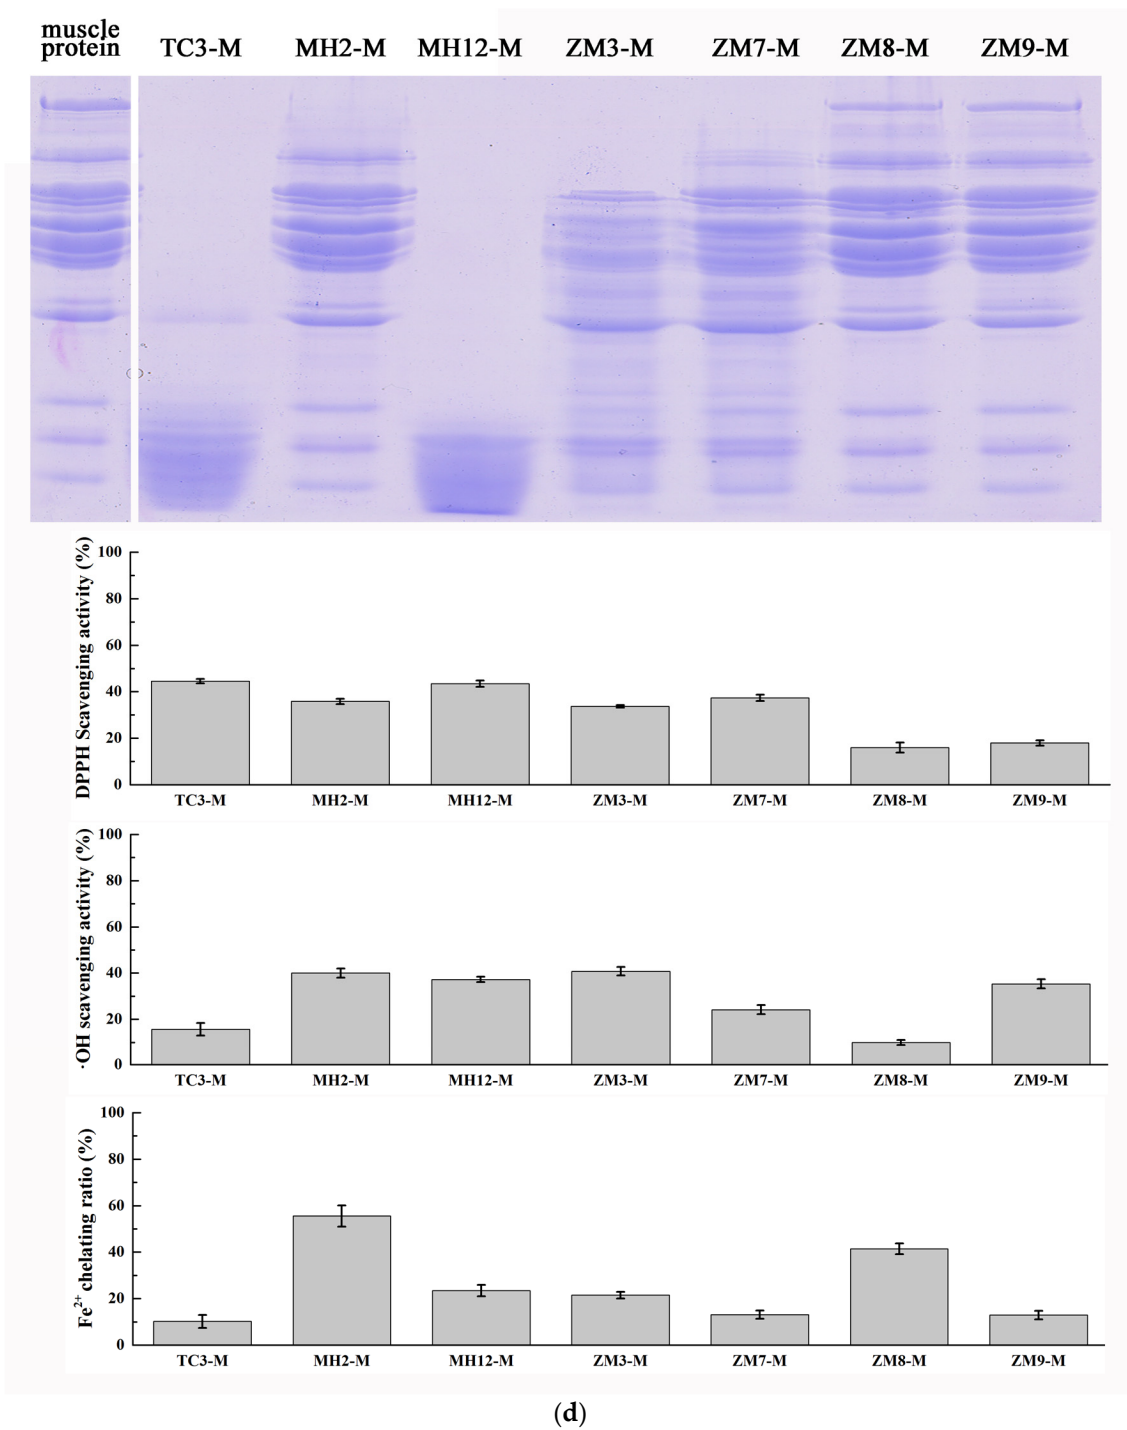 muscle
protein TC3-M MH2-M MH12-M ZM3-M ZM7-M ZM8-M ZM9-M
DPPH Scavenging activity (%)
100
80
60
40
20
0
TC3-M MH2-M MH12-M ZM3-M ZM7-M ZM8-M ZM9-M
·OH scavenging activity (%)
100
80
60
40
20
0
TC3-M MH2-M MH12-M ZM3-M ZM7-M ZM8-M ZM9-M
Fe²⁺ chelating ratio (%)
100
80
60
40
20
0
TC3-M MH2-M MH12-M ZM3-M ZM7-M ZM8-M ZM9-M
(d)